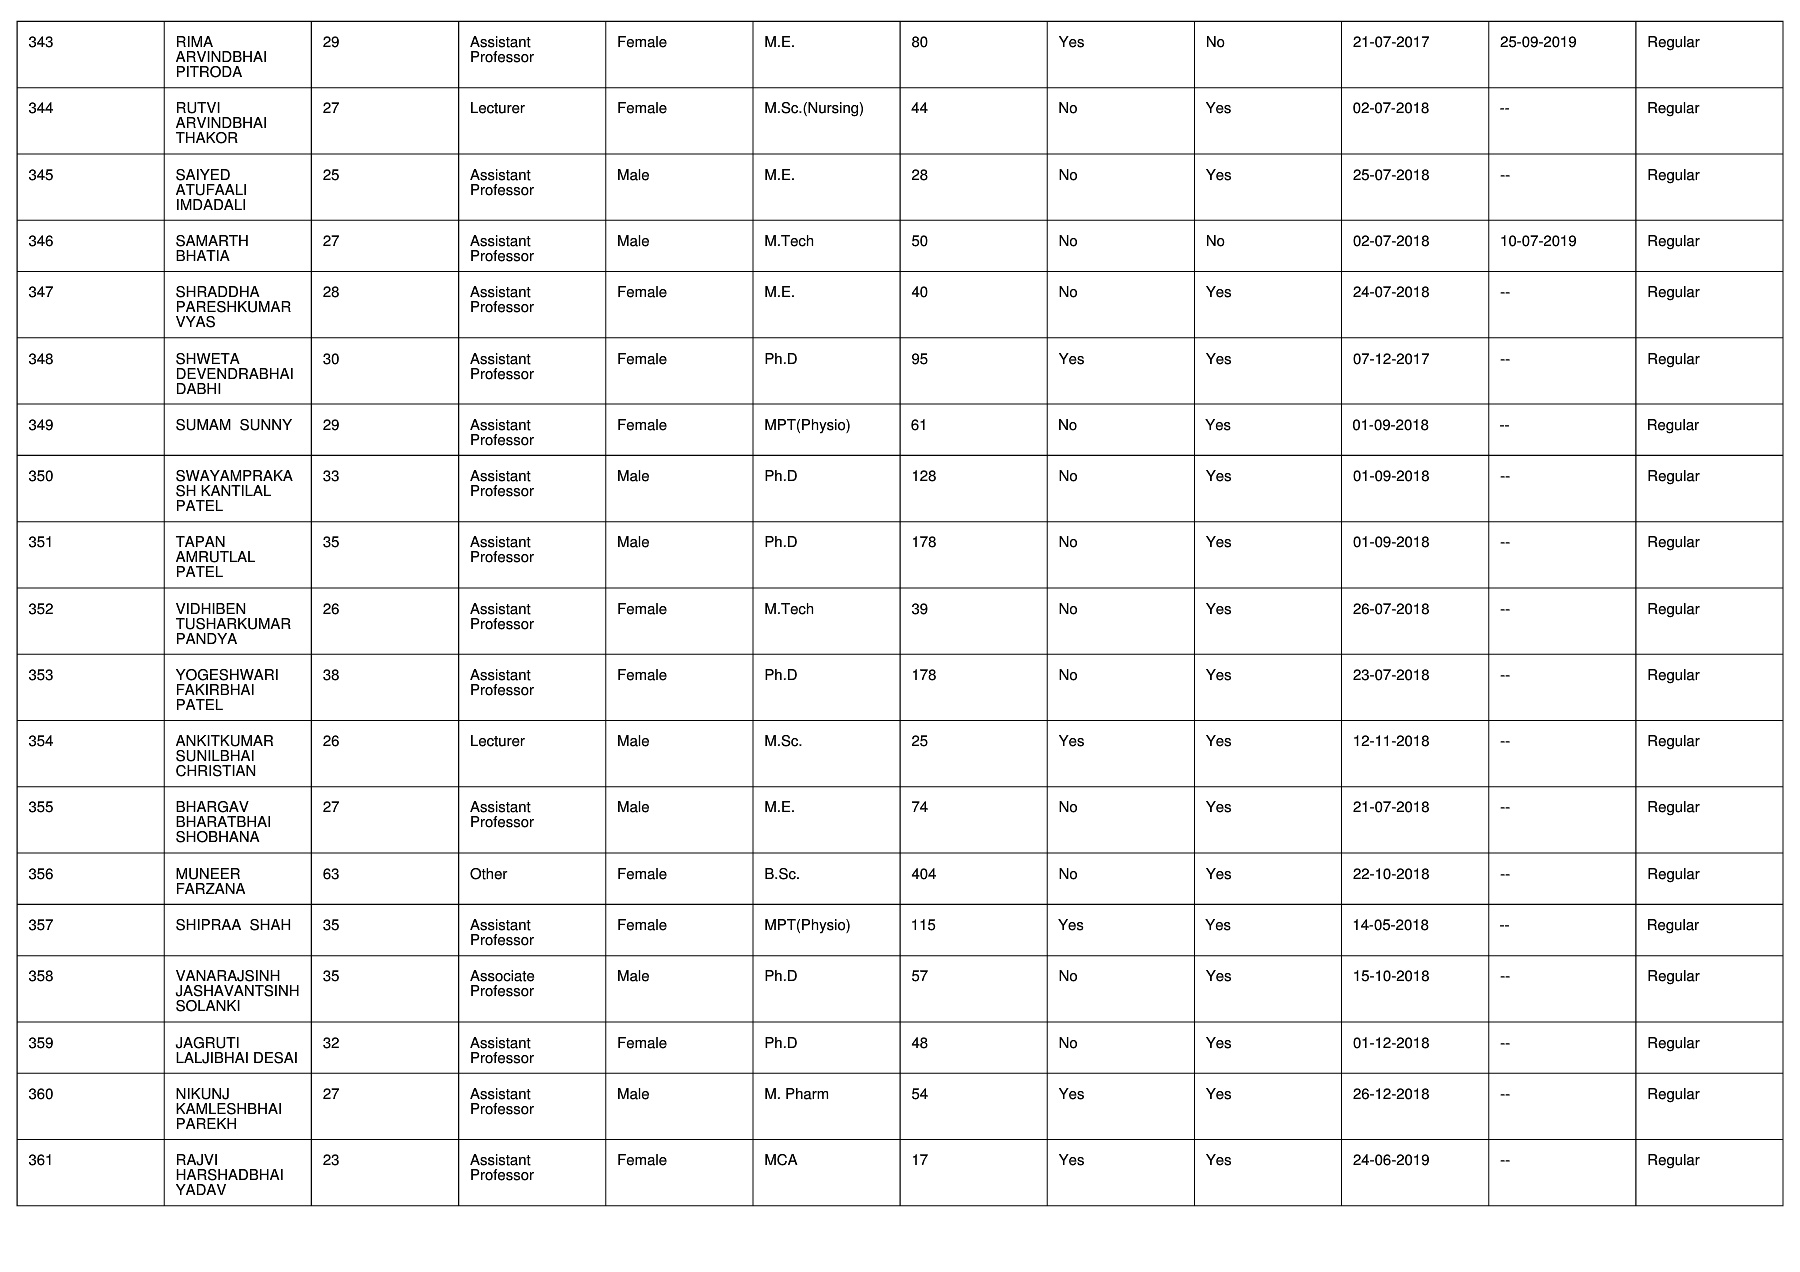 343 RIMA 29 Assistant Female M.E. 80 Yes No 21-07-2017 25-09-2019 Regular
ARVINDBHAI Professor
PITRODA
344 RUTVI 27 Lecturer Female M.Sc.(Nursing) 44 No Yes 02-07-2018 -- Regular
ARVINDBHAI
THAKOR
345 SAIYED 25 Assistant Male M.E. 28 No Yes 25-07-2018 -- Regular
ATUFAALI Professor
IMDADALI
346 SAMARTH 27 Assistant Male M.Tech 50 No No 02-07-2018 10-07-2019 Regular
BHATIA Professor
347 SHRADDHA 28 Assistant Female M.E. 40 No Yes 24-07-2018 -- Regular
PARESHKUMAR Professor
VYAS
348 SHWETA 30 Assistant Female Ph.D 95 Yes Yes 07-12-2017 -- Regular
DEVENDRABHAI Professor
DABHI
349 SUMAM SUNNY 29 Assistant Female MPT(Physio) 61 No Yes 01-09-2018 -- Regular
Professor
350 SWAYAMPRAKA 33 Assistant Male Ph.D 128 No Yes 01-09-2018 -- Regular
SH KANTILAL Professor
PATEL
351 TAPAN 35 Assistant Male Ph.D 178 No Yes 01-09-2018 -- Regular
AMRUTLAL Professor
PATEL
352 VIDHIBEN 26 Assistant Female M.Tech 39 No Yes 26-07-2018 -- Regular
TUSHARKUMAR Professor
PANDYA
353 YOGESHWARI 38 Assistant Female Ph.D 178 No Yes 23-07-2018 -- Regular
FAKIRBHAI Professor
PATEL
354 ANKITKUMAR 26 Lecturer Male M.Sc. 25 Yes Yes 12-11-2018 -- Regular
SUNILBHAI
CHRISTIAN
355 BHARGAV 27 Assistant Male M.E. 74 No Yes 21-07-2018 -- Regular
BHARATBHAI Professor
SHOBHANA
356 MUNEER 63 Other Female B.Sc. 404 No Yes 22-10-2018 -- Regular
FARZANA
357 SHIPRAA SHAH 35 Assistant Female MPT(Physio) 115 Yes Yes 14-05-2018 -- Regular
Professor
358 VANARAJSINH 35 Associate Male Ph.D 57 No Yes 15-10-2018 -- Regular
JASHAVANTSINH Professor
SOLANKI
359 JAGRUTI 32 Assistant Female Ph.D 48 No Yes 01-12-2018 -- Regular
LALJIBHAI DESAI Professor
360 NIKUNJ 27 Assistant Male M. Pharm 54 Yes Yes 26-12-2018 -- Regular
KAMLESHBHAI Professor
PAREKH
361 RAJVI 23 Assistant Female MCA 17 Yes Yes 24-06-2019 -- Regular
HARSHADBHAI Professor
YADAV